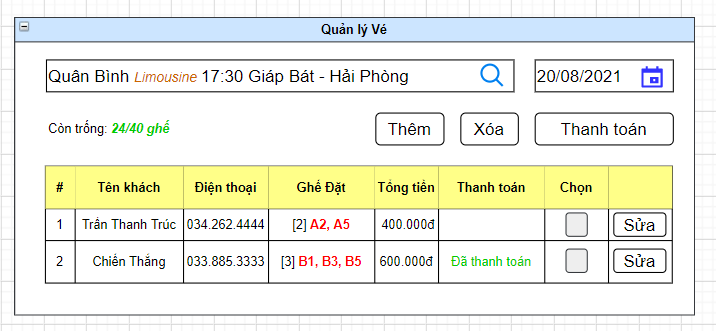 Quản lý Vé
Quân Bình Limousine 17:30 Giáp Bát - Hải Phòng 20/08/2021
Còn trống: 24/40 ghế Thêm Xóa Thanh toán
# Tên khách Điện thoại Ghế Đặt Tổng tiền Thanh toán Chọn
1 Trần Thanh Trúc 034.262.4444 [2] A2, A5 400.000đ Sửa
2 Chiến Thắng 033.885.3333 [3] B1, B3, B5 600.000đ Đã thanh toán Sửa